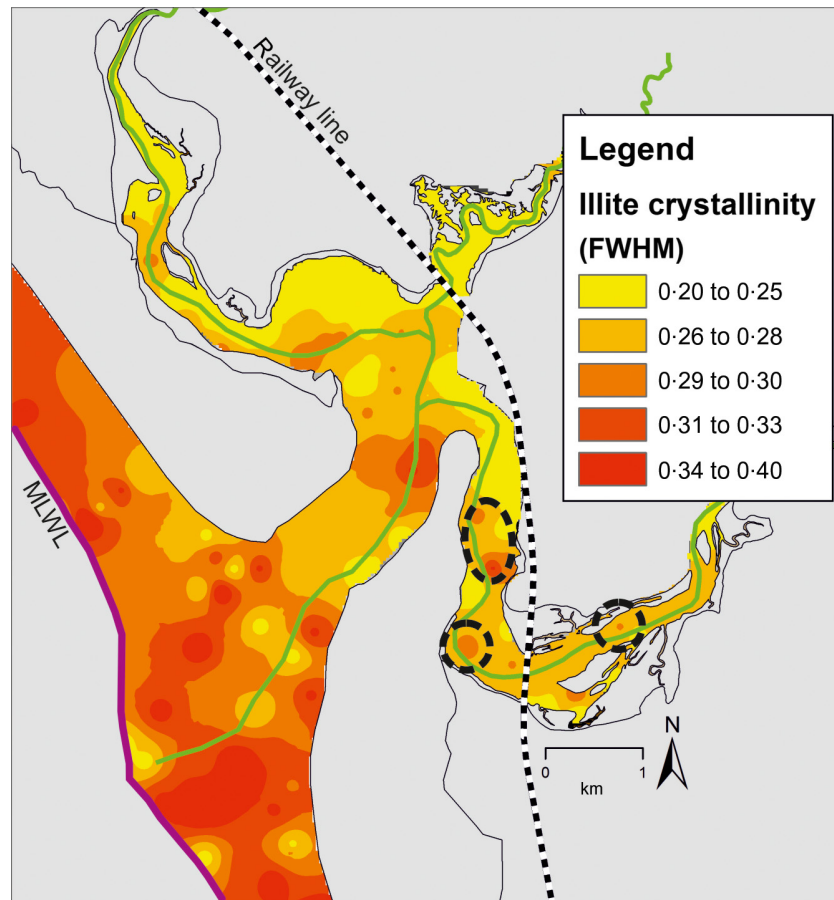 Railway line
Legend
Illite crystallinity
(FWHM)
0·20 to 0·25
0·26 to 0·28
0·29 to 0·30
0·31 to 0·33
0·34 to 0·40
MLWL
N
0 1
km